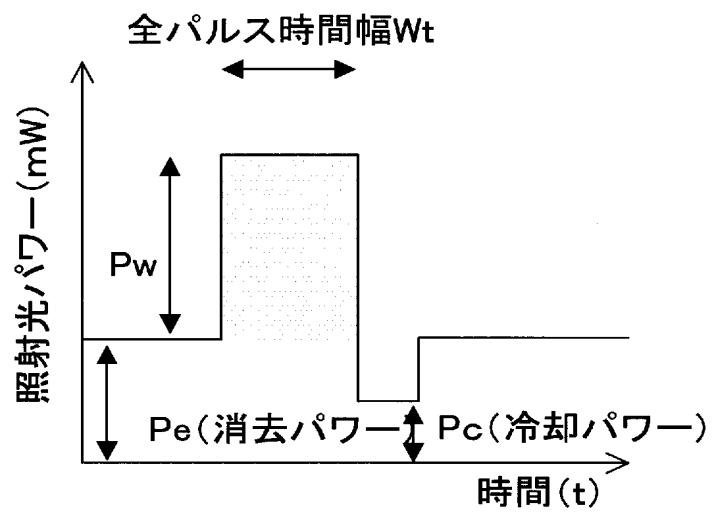 全パルス時間幅Wt
照射光パワー(mW)
Pw
Pe(消去パワー)
Pc(冷却パワー)
時間(t)